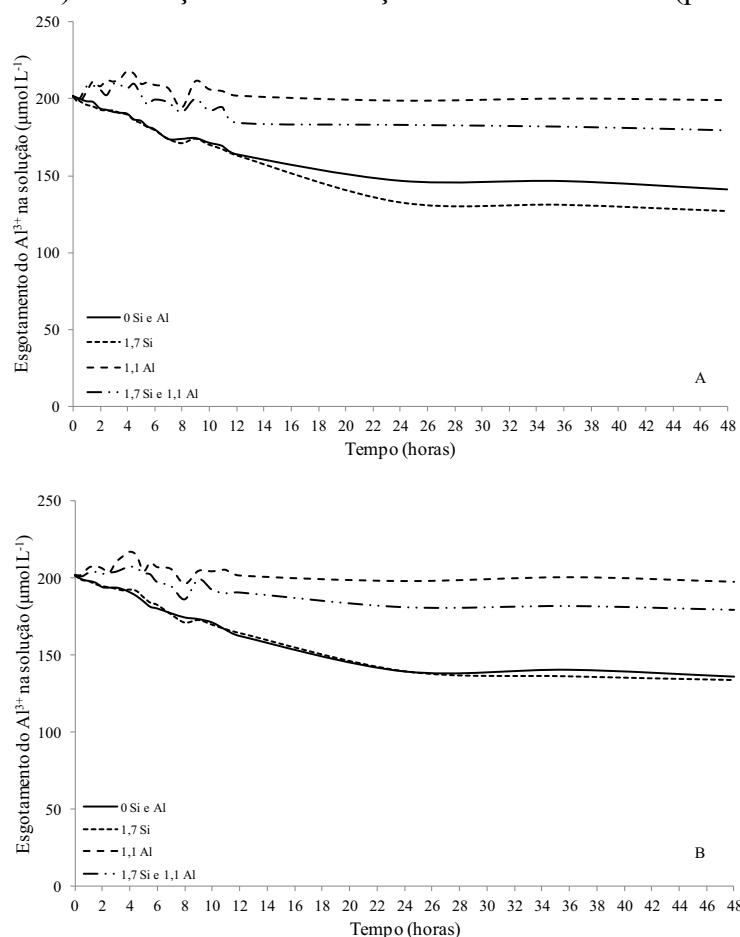 250
200
150
100
50
0
Esgotamento do Al³⁺ na solução (µmol L⁻¹)
0 Si e Al
1,7 Si
1,1 Al
1,7 Si e 1,1 Al
A
0 2 4 6 8 10 12 14 16 18 20 22 24 26 28 30 32 34 36 38 40 42 44 46 48
Tempo (horas)
250
200
150
100
50
0
Esgotamento do Al³⁺ na solução (µmol L⁻¹)
0 Si e Al
1,7 Si
1,1 Al
1,7 Si e 1,1 Al
B
0 2 4 6 8 10 12 14 16 18 20 22 24 26 28 30 32 34 36 38 40 42 44 46 48
Tempo (horas)